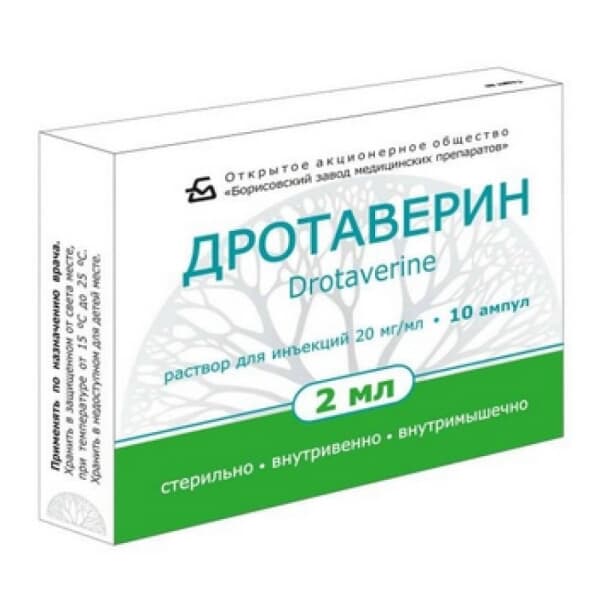 Открытое акционерное общество
«Борисовский завод медицинских препаратов»
ДРОТАВЕРИН
Drotaverine
раствор для инъекций 20 мг/мл • 10 ампул
2 мл
стерильно • внутривенно • внутримышечно
Применять по назначению врача.
Хранить в защищенном от света месте,
при температуре от 15 °С до 25 °С.
Хранить в недоступном для детей месте.